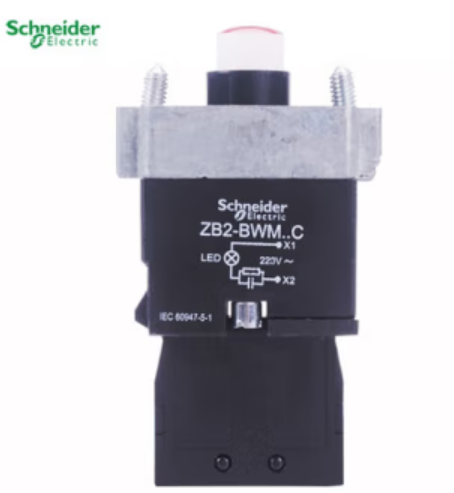 Schneider
Electric
Schneider
Electric
ZB2-BWM..C
X1
LED 220V ~
X2
IEC 60947-5-1